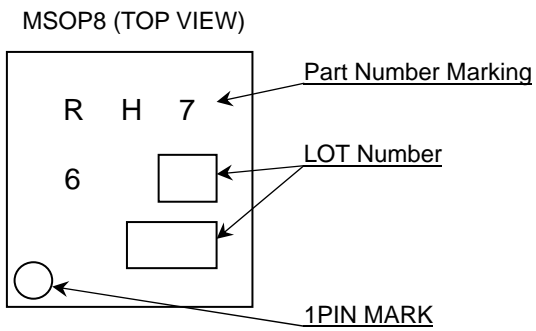 MSOP8 (TOP VIEW)
Part Number Marking
R H 7
LOT Number
6
1PIN MARK